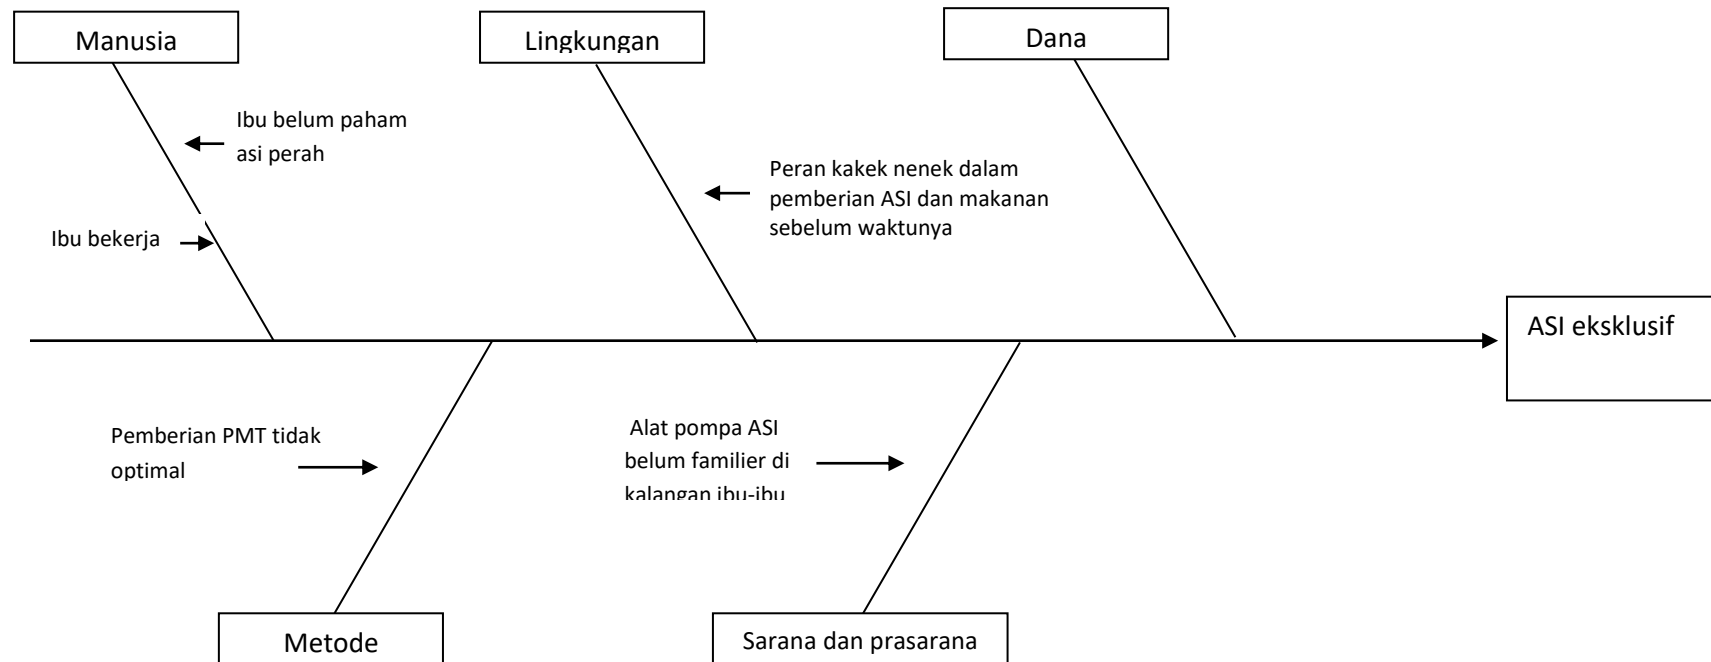 Manusia
Lingkungan
Dana
Ibu belum paham
asi perah
Peran kakek nenek dalam
pemberian ASI dan makanan
sebelum waktunya
Ibu bekerja
ASI eksklusif
Pemberian PMT tidak
optimal
Alat pompa ASI
belum familier di
kalangan ibu-ibu
Metode
Sarana dan prasarana